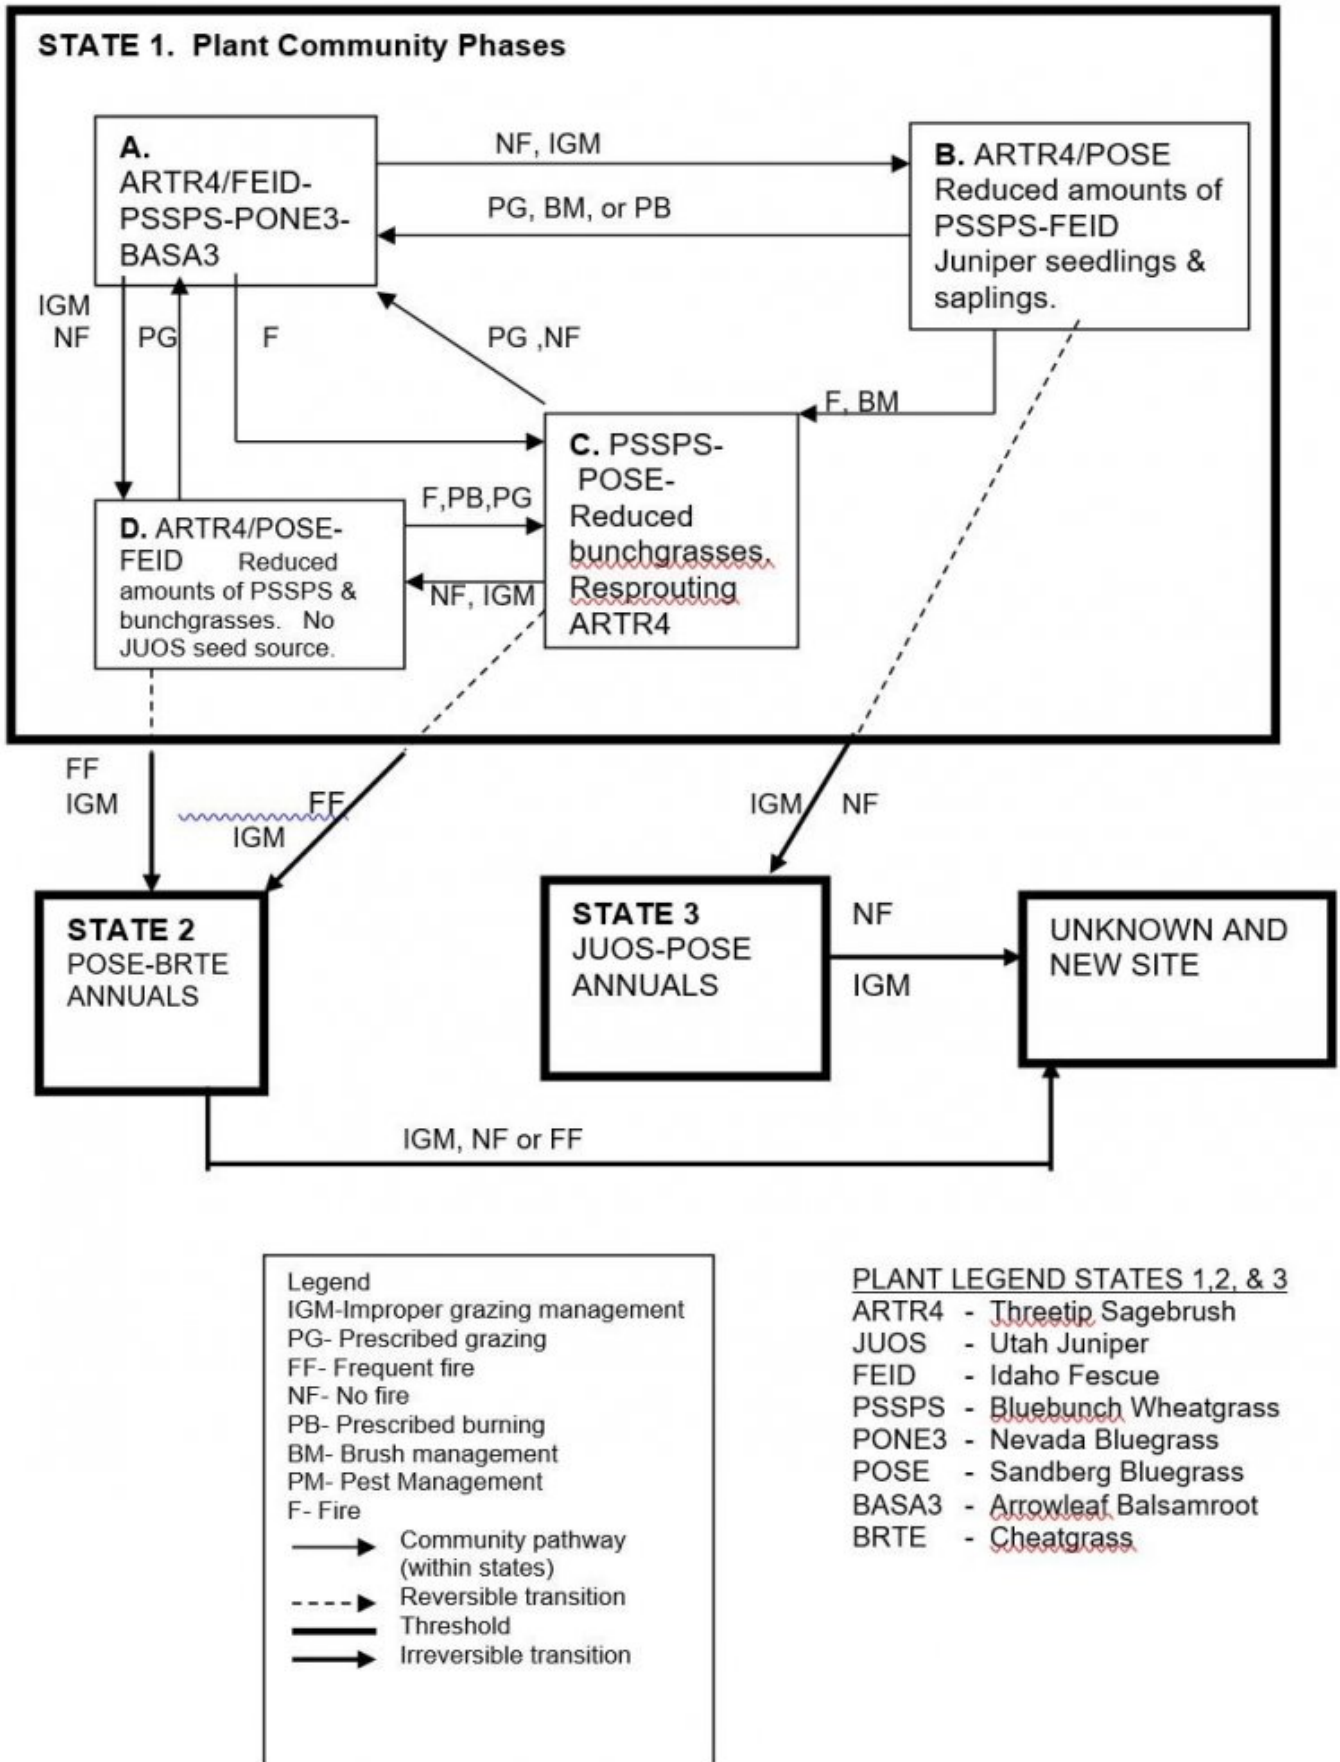 STATE 1. Plant Community Phases
A.
ARTR4/FEID-
PSSPS-PONE3-
BASA3
NF, IGM
PG, BM, or PB
B. ARTR4/POSE
Reduced amounts of
PSSPS-FEID
Juniper seedlings &
saplings.
IGM
NF
PG
F
PG ,NF
F, BM
C. PSSPS-
POSE-
Reduced
bunchgrasses.
Resprouting
ARTR4
F,PB,PG
NF, IGM
D. ARTR4/POSE-
FEID Reduced
amounts of PSSPS &
bunchgrasses. No
JUOS seed source.
FF
IGM
FF
IGM
IGM
NF
STATE 2
POSE-BRTE
ANNUALS
STATE 3
JUOS-POSE
ANNUALS
NF
IGM
UNKNOWN AND
NEW SITE
IGM, NF or FF
Legend
IGM-Improper grazing management
PG- Prescribed grazing
FF- Frequent fire
NF- No fire
PB- Prescribed burning
BM- Brush management
PM- Pest Management
F- Fire
Community pathway
(within states)
Reversible transition
Threshold
Irreversible transition
PLANT LEGEND STATES 1,2, & 3
ARTR4 - Threetip Sagebrush
JUOS - Utah Juniper
FEID - Idaho Fescue
PSSPS - Bluebunch Wheatgrass
PONE3 - Nevada Bluegrass
POSE - Sandberg Bluegrass
BASA3 - Arrowleaf Balsamroot
BRTE - Cheatgrass